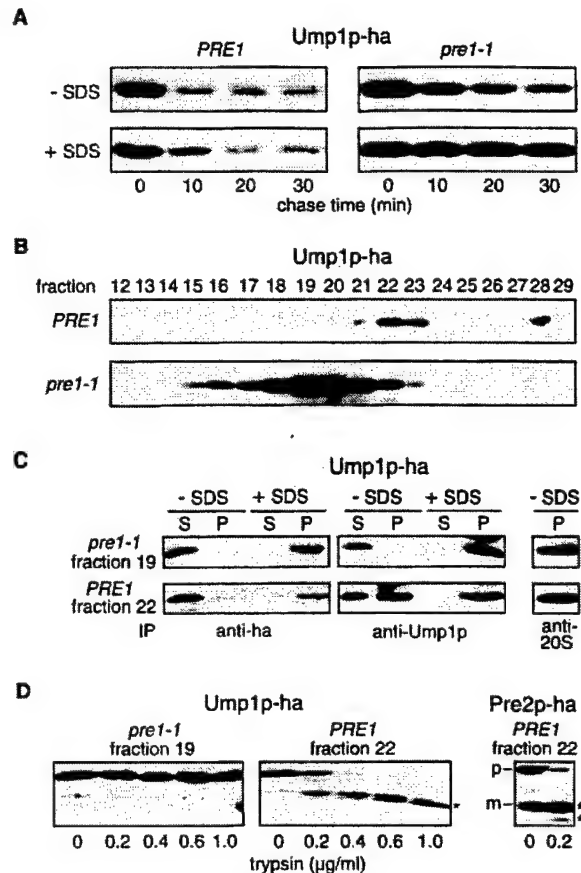 A
Ump1p-ha
PRE1 pre1-1
- SDS
+ SDS
0 10 20 30 0 10 20 30
chase time (min)
B
Ump1p-ha
fraction 12 13 14 15 16 17 18 19 20 21 22 23 24 25 26 27 28 29
PRE1
pre1-1
C
Ump1p-ha
- SDS + SDS - SDS + SDS - SDS
S P S P S P S P P
pre1-1
fraction 19
PRE1
fraction 22
IP anti-ha anti-Ump1p anti-
20S
D
Ump1p-ha Pre2p-ha
pre1-1 PRE1 PRE1
fraction 19 fraction 22 fraction 22
p
m
0 0.2 0.4 0.6 1.0 0 0.2 0.4 0.6 1.0 0 0.2
trypsin (µg/ml)